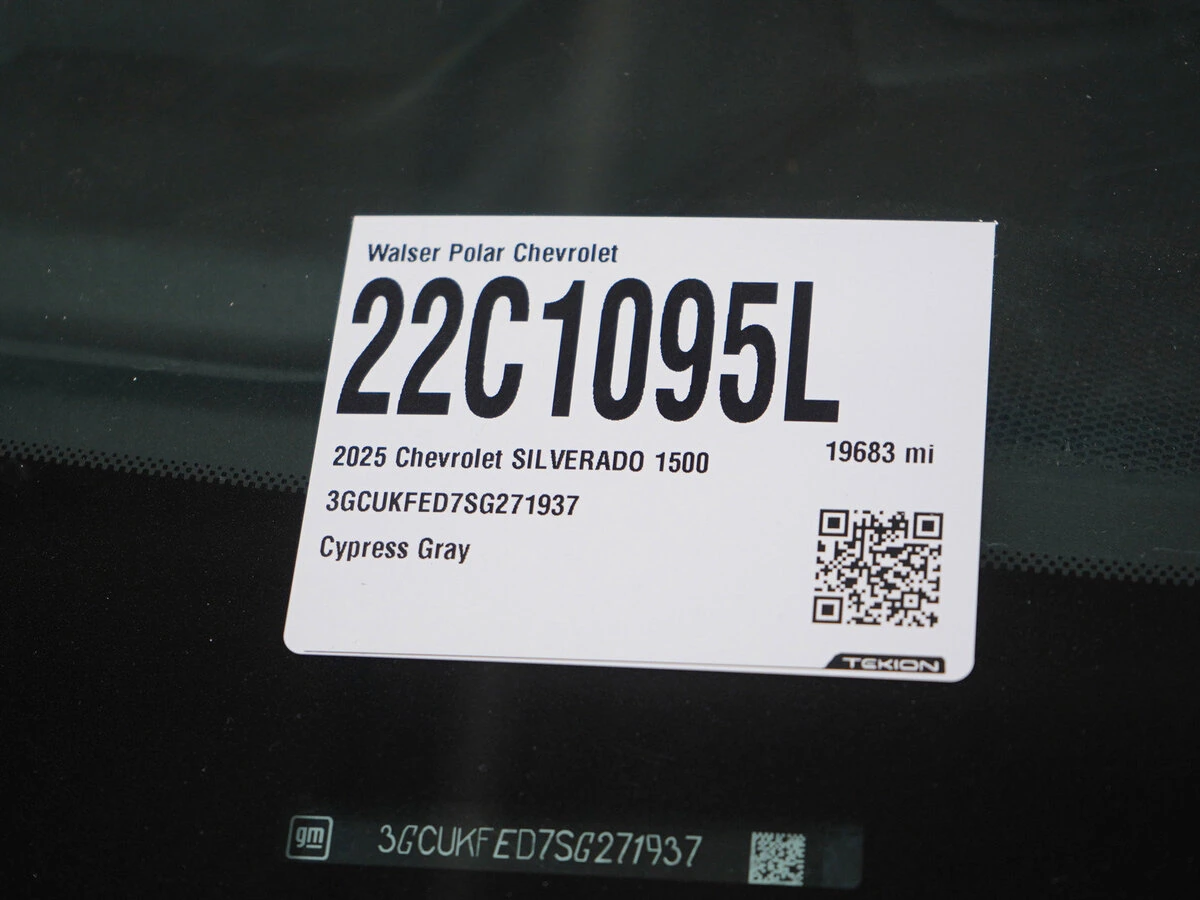 Walser Polar Chevrolet
22C1095L
2025 Chevrolet SILVERADO 1500
19683 mi
3GCUKFED7SG271937
Cypress Gray
TEKION
gm 3GCUKFED7SG271937